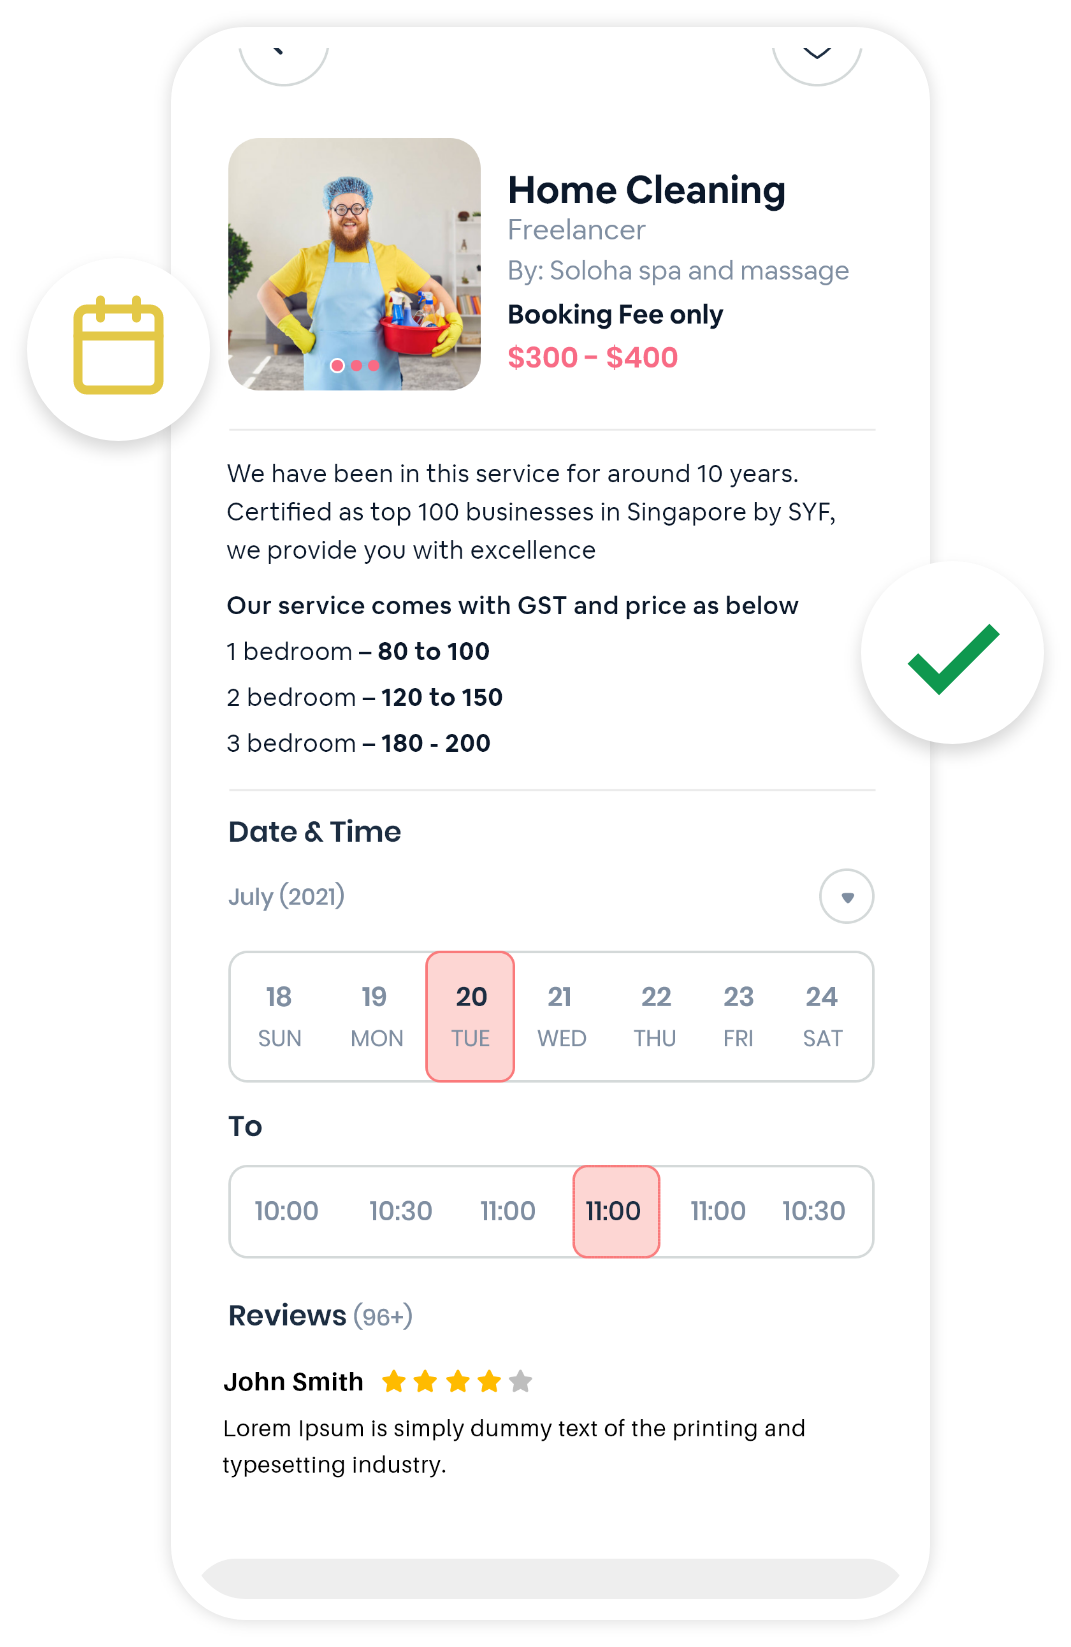 Home Cleaning
Freelancer
By: Soloha spa and massage
Booking Fee only
$300 - $400
We have been in this service for around 10 years.
Certified as top 100 businesses in Singapore by SYF,
we provide you with excellence
Our service comes with GST and price as below
1 bedroom – 80 to 100
2 bedroom – 120 to 150
3 bedroom – 180 - 200
Date & Time
July (2021)
18 19 20 21 22 23 24
SUN MON TUE WED THU FRI SAT
To
10:00 10:30 11:00 11:00 11:00 10:30
Reviews (96+)
John Smith
Lorem Ipsum is simply dummy text of the printing and
typesetting industry.